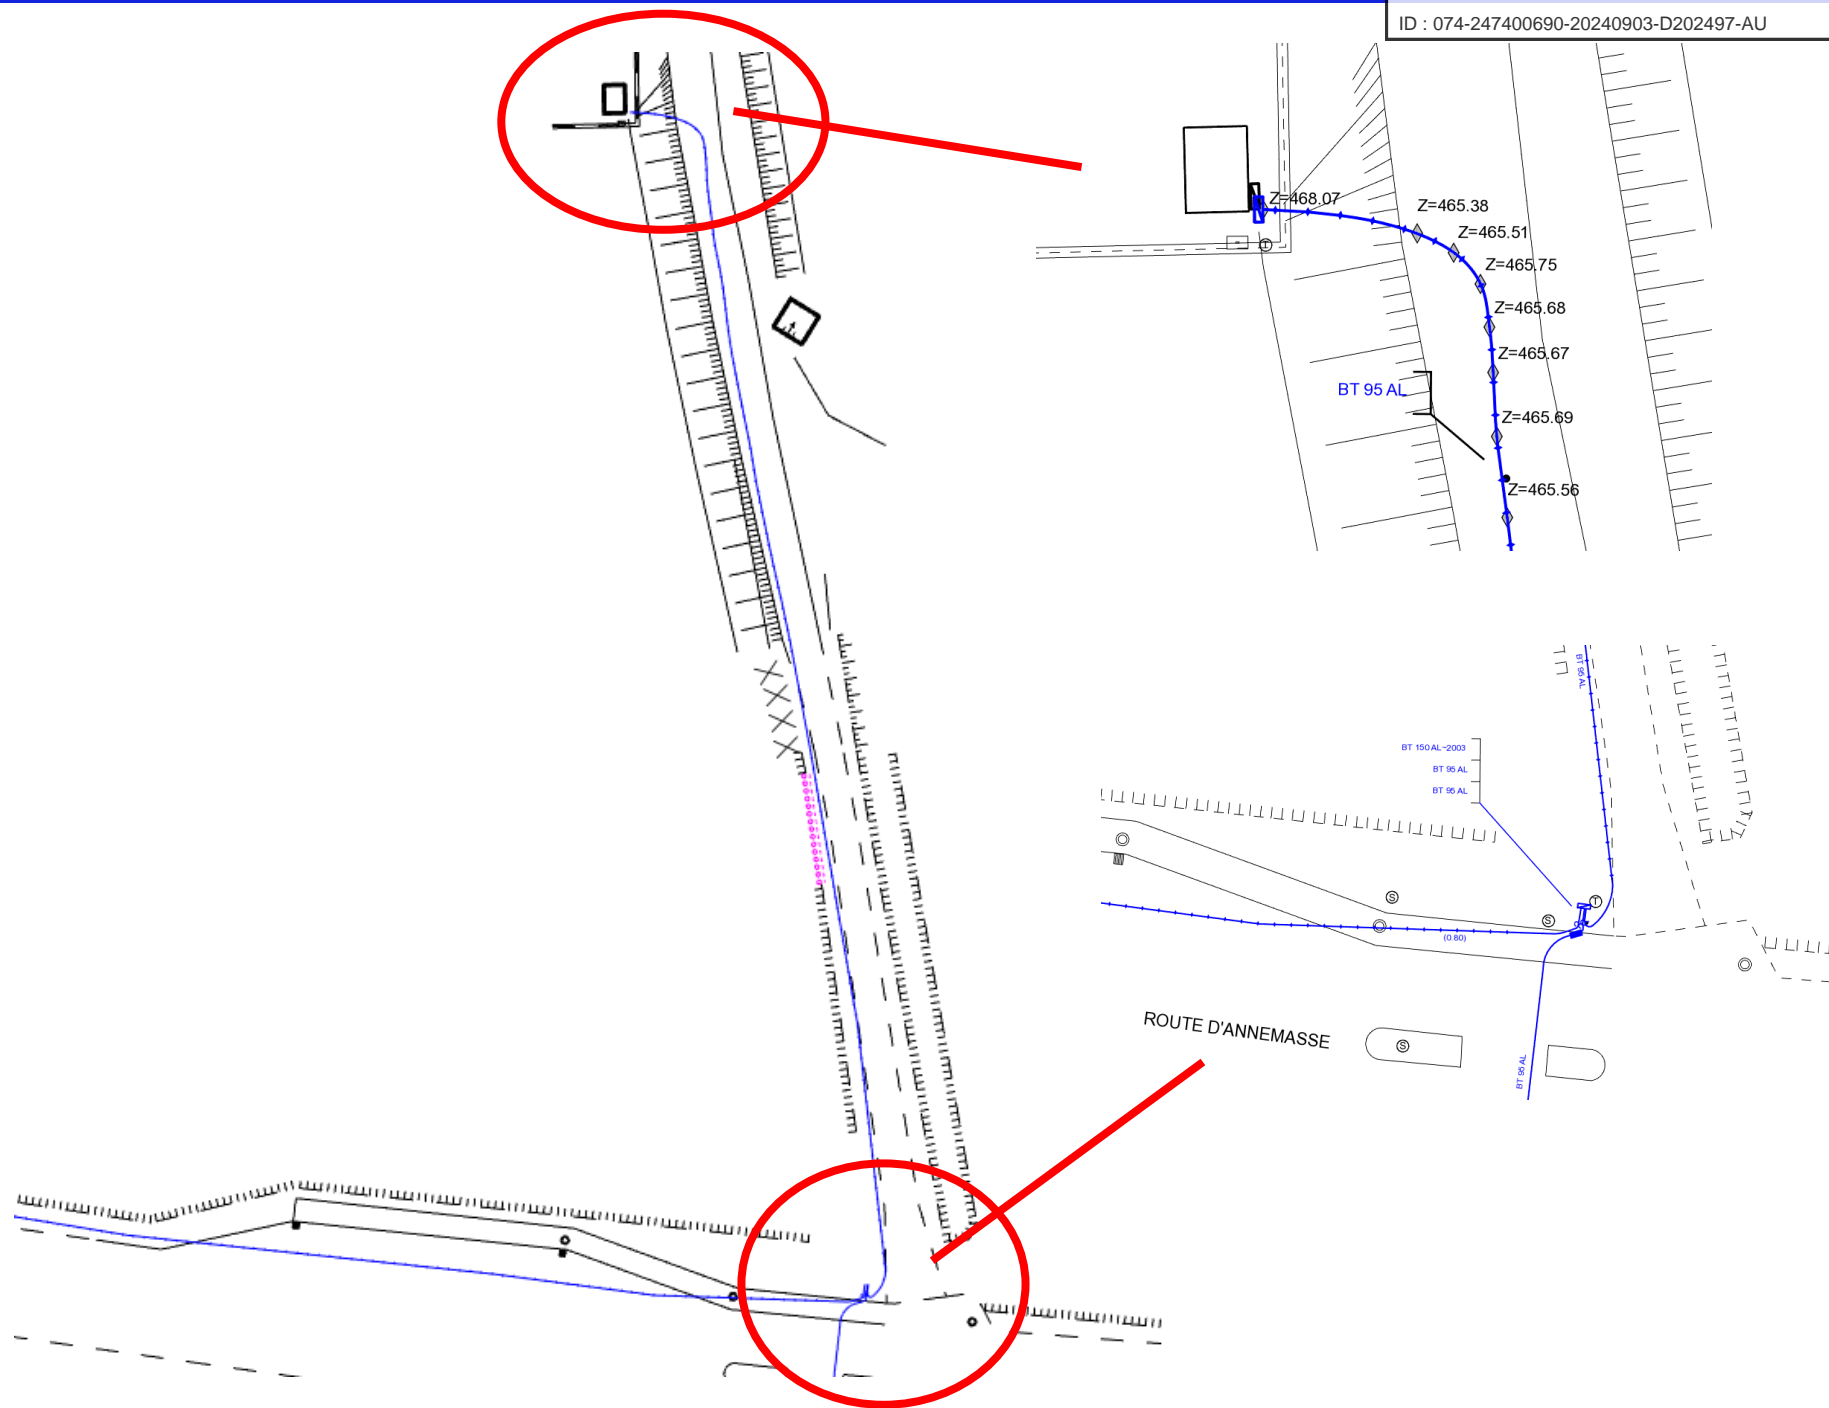 ID : 074-247400690-20240903-D202497-AU
Z=468.07
Z=465.38
Z=465.51
Z=465.75
Z=465.68
Z=465.67
BT 95 AL
Z=465.69
Z=465.56
BT 95 AL
BT 150 AL-2003
BT 95 AL
BT 95 AL
S
T
S
(0.80)
ROUTE D'ANNEMASSE
S
BT 95 AL
T